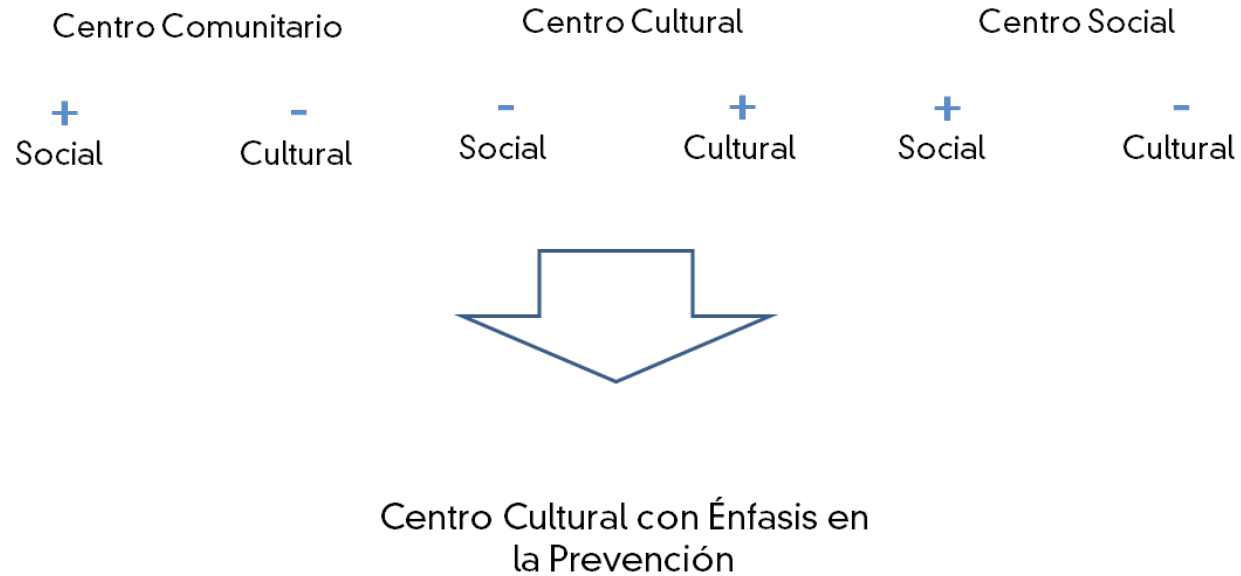 Centro Comunitario
Centro Cultural
Centro Social
+ - - + + -
Social Cultural Social Cultural Social Cultural
Centro Cultural con Énfasis en
la Prevención